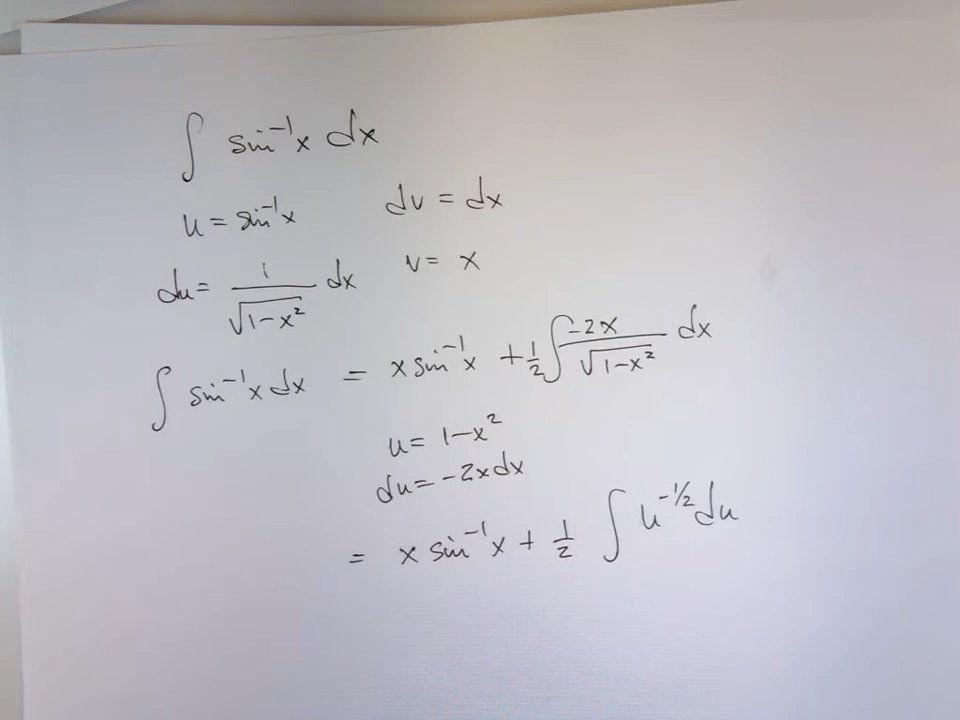 ∫ sin⁻¹x dx
u = sin⁻¹x dv = dx
du = 1/√(1-x²) dx v = x
∫ sin⁻¹x dx = x sin⁻¹x + 1/2 ∫ -2x/√(1-x²) dx
u = 1-x²
du = -2x dx
= x sin⁻¹x + 1/2 ∫ u^(-1/2) du